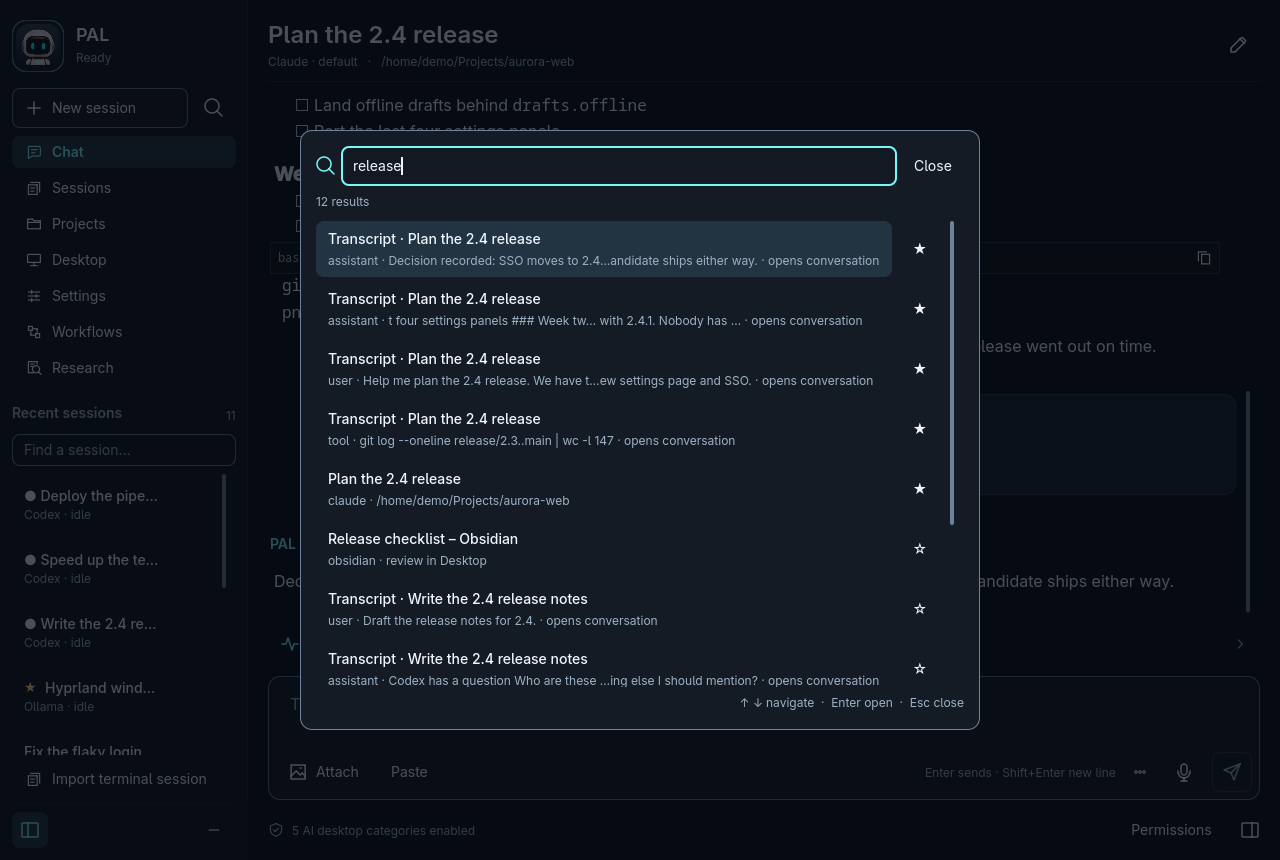 PAL
Ready
New session
Chat
Sessions
Projects
Desktop
Settings
Workflows
Research
Recent sessions 11
Find a session...
Deploy the pipe...
Codex · idle
Speed up the te...
Codex · idle
Write the 2.4 re...
Codex · idle
★ Hyprland wind...
Ollama · idle
Fix the flaky login
Import terminal session
Plan the 2.4 release
Claude · default · /home/demo/Projects/aurora-web
☐ Land offline drafts behind drafts.offline
☐ Port the last four settings panels
We
bas
gi
pn
lease went out on time.
PAL
Dec
andidate ships either way.
release
Close
12 results
Transcript · Plan the 2.4 release
assistant · Decision recorded: SSO moves to 2.4...andidate ships either way. · opens conversation
★
Transcript · Plan the 2.4 release
assistant · t four settings panels ### Week tw... with 2.4.1. Nobody has ... · opens conversation
★
Transcript · Plan the 2.4 release
user · Help me plan the 2.4 release. We have t...ew settings page and SSO. · opens conversation
★
Transcript · Plan the 2.4 release
tool · git log --oneline release/2.3..main | wc -l 147 · opens conversation
★
Plan the 2.4 release
claude · /home/demo/Projects/aurora-web
★
Release checklist – Obsidian
obsidian · review in Desktop
☆
Transcript · Write the 2.4 release notes
user · Draft the release notes for 2.4. · opens conversation
☆
Transcript · Write the 2.4 release notes
assistant · Codex has a question Who are these ...ing else I should mention? · opens conversation
☆
↑ ↓ navigate · Enter open · Esc close
T
Attach Paste
Enter sends · Shift+Enter new line
5 AI desktop categories enabled
Permissions